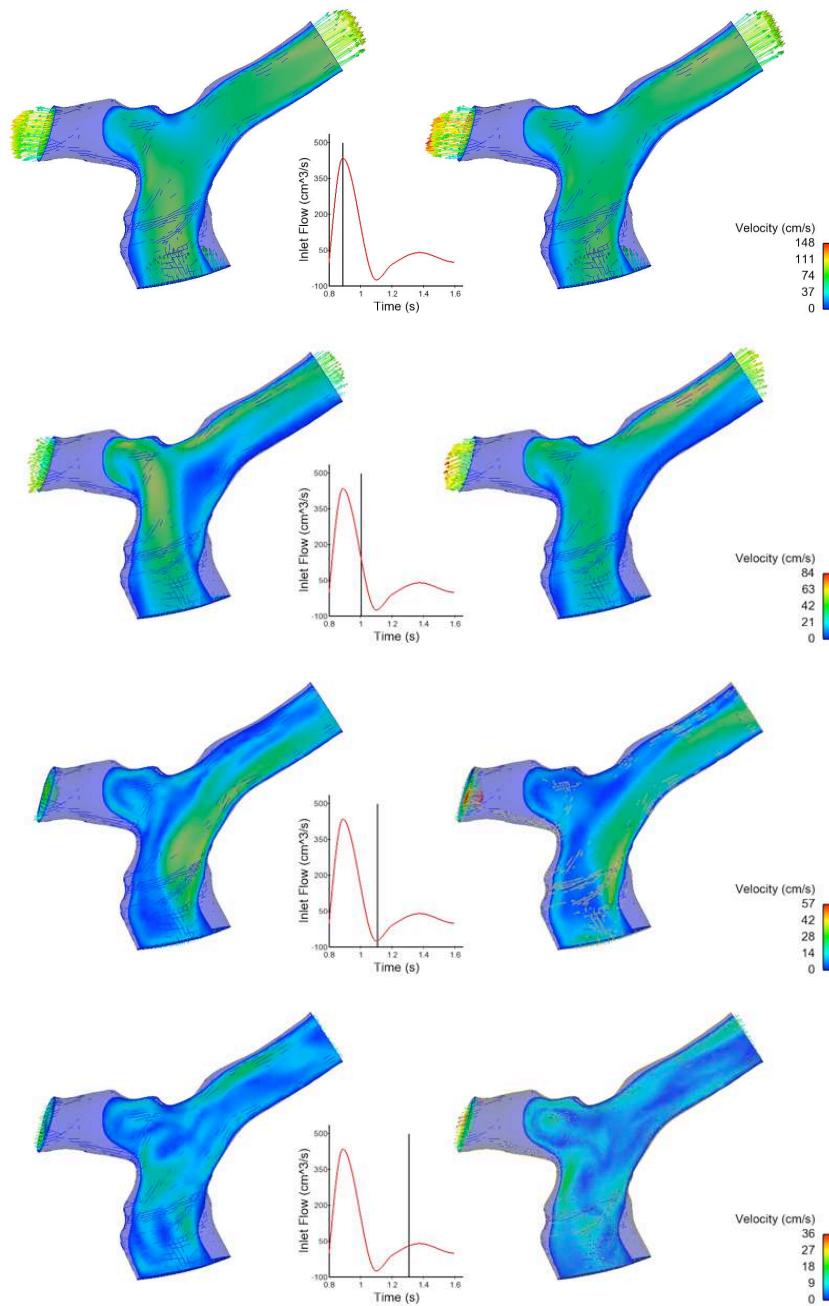 500
350
200
50
-100
Inlet Flow (cm^3/s)
0.8 1 1.2 1.4 1.6
Time (s)
Velocity (cm/s)
148
111
74
37
0
500
350
200
50
-100
Inlet Flow (cm^3/s)
0.8 1 1.2 1.4 1.6
Time (s)
Velocity (cm/s)
84
63
42
21
0
500
350
200
50
-100
Inlet Flow (cm^3/s)
0.8 1 1.2 1.4 1.6
Time (s)
Velocity (cm/s)
57
42
28
14
0
500
350
200
50
-100
Inlet Flow (cm^3/s)
0.8 1 1.2 1.4 1.6
Time (s)
Velocity (cm/s)
36
27
18
9
0